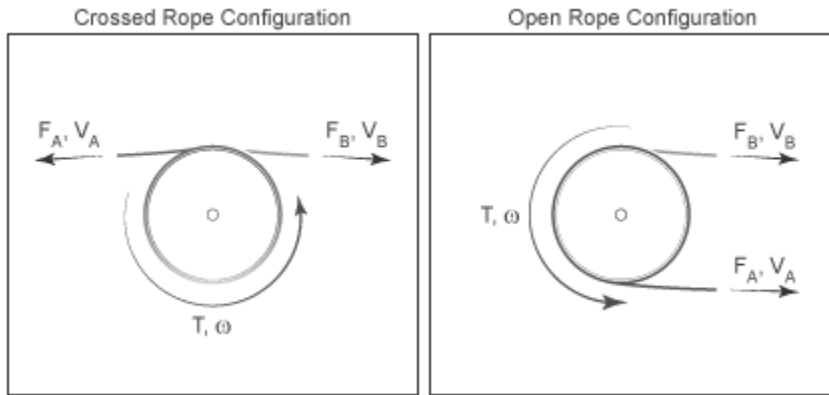 Crossed Rope Configuration
Open Rope Configuration
F_A, V_A
F_B, V_B
T, ω
F_B, V_B
T, ω
F_A, V_A